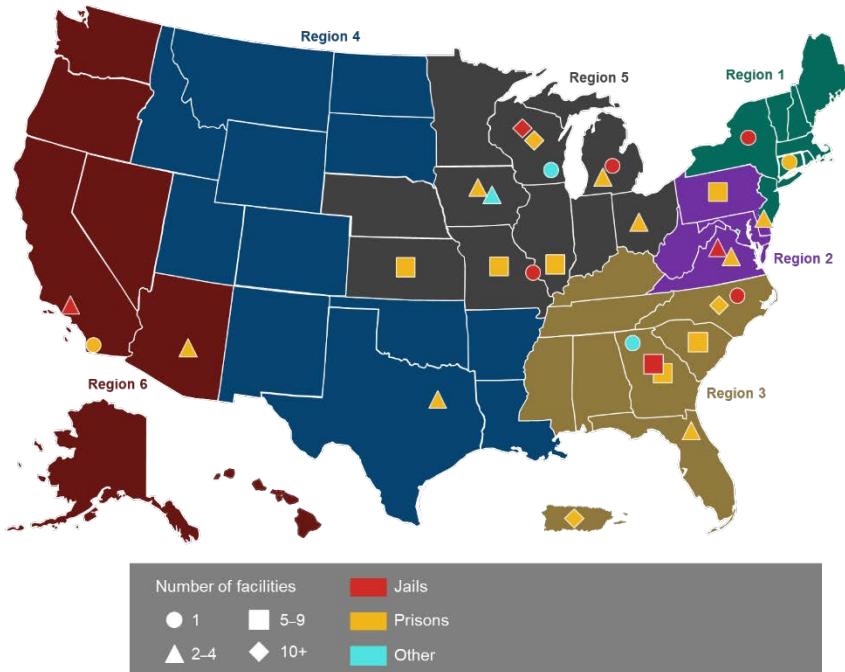 Region 4
Region 5
Region 1
Region 2
Region 6
Region 3
Number of facilities
1
5–9
2–4
10+
Jails
Prisons
Other